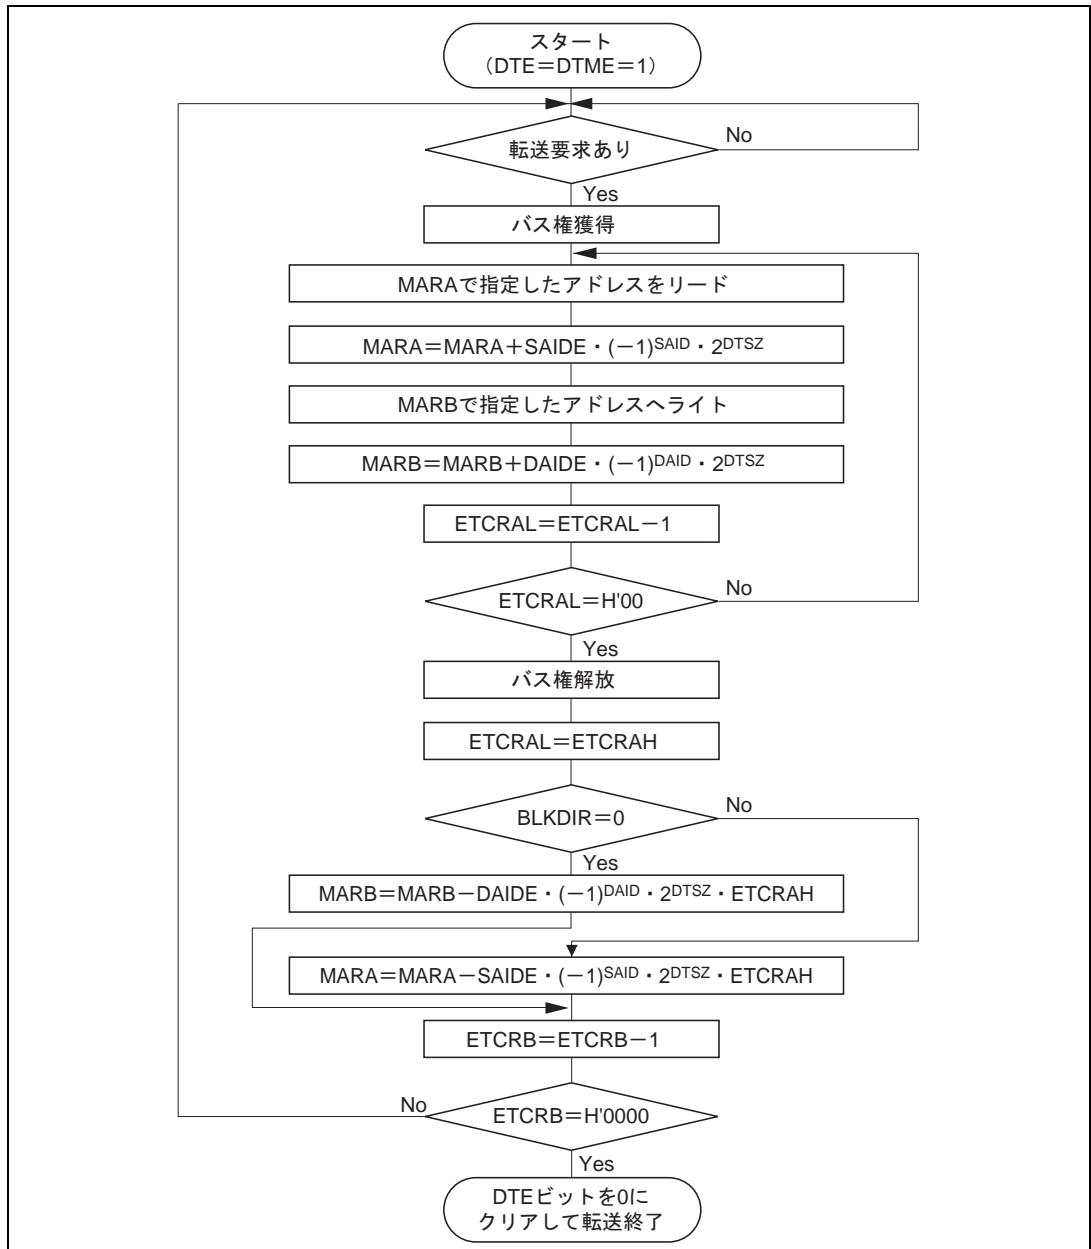 スタート
（DTE＝DTME＝1）
転送要求あり
No
Yes
バス権獲得
MARAで指定したアドレスをリード
MARA＝MARA＋SAIDE・(－1)SAID・2DTSZ
MARBで指定したアドレスへライト
MARB＝MARB＋DAIDE・(－1)DAID・2DTSZ
ETCRAL＝ETCRAL－1
ETCRAL＝H'00
No
Yes
バス権解放
ETCRAL＝ETCRAH
BLKDIR＝0
No
Yes
MARB＝MARB－DAIDE・(－1)DAID・2DTSZ・ETCRAH
MARA＝MARA－SAIDE・(－1)SAID・2DTSZ・ETCRAH
ETCRB＝ETCRB－1
No
ETCRB＝H'0000
Yes
DTEビットを0に
クリアして転送終了